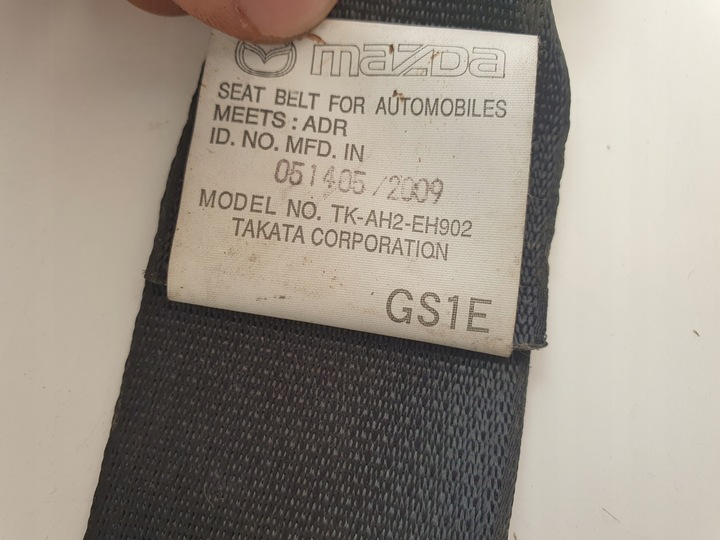 mazda
SEAT BELT FOR AUTOMOBILES
MEETS : ADR
ID. NO. MFD. IN
051405/2009
MODEL NO. TK-AH2-EH902
TAKATA CORPORATION
GS1E